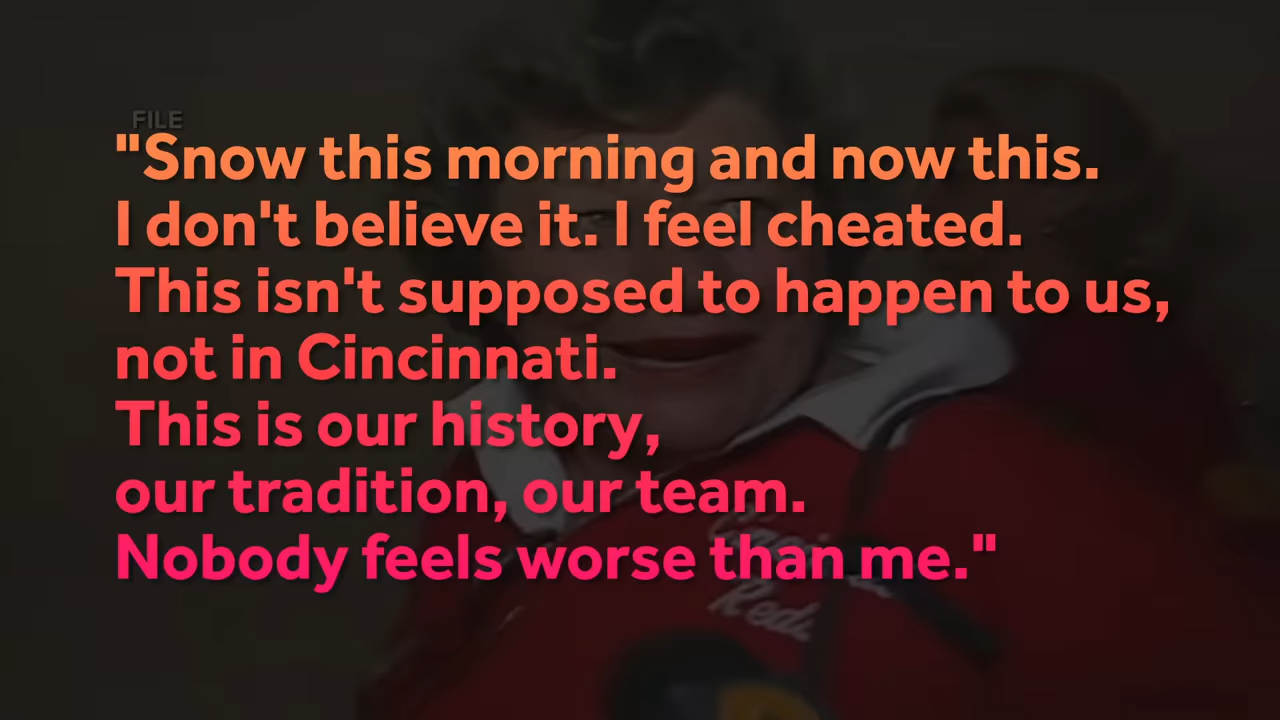 FILE
"Snow this morning and now this.
I don't believe it. I feel cheated.
This isn't supposed to happen to us,
not in Cincinnati.
This is our history,
our tradition, our team.
Nobody feels worse than me."
Reds